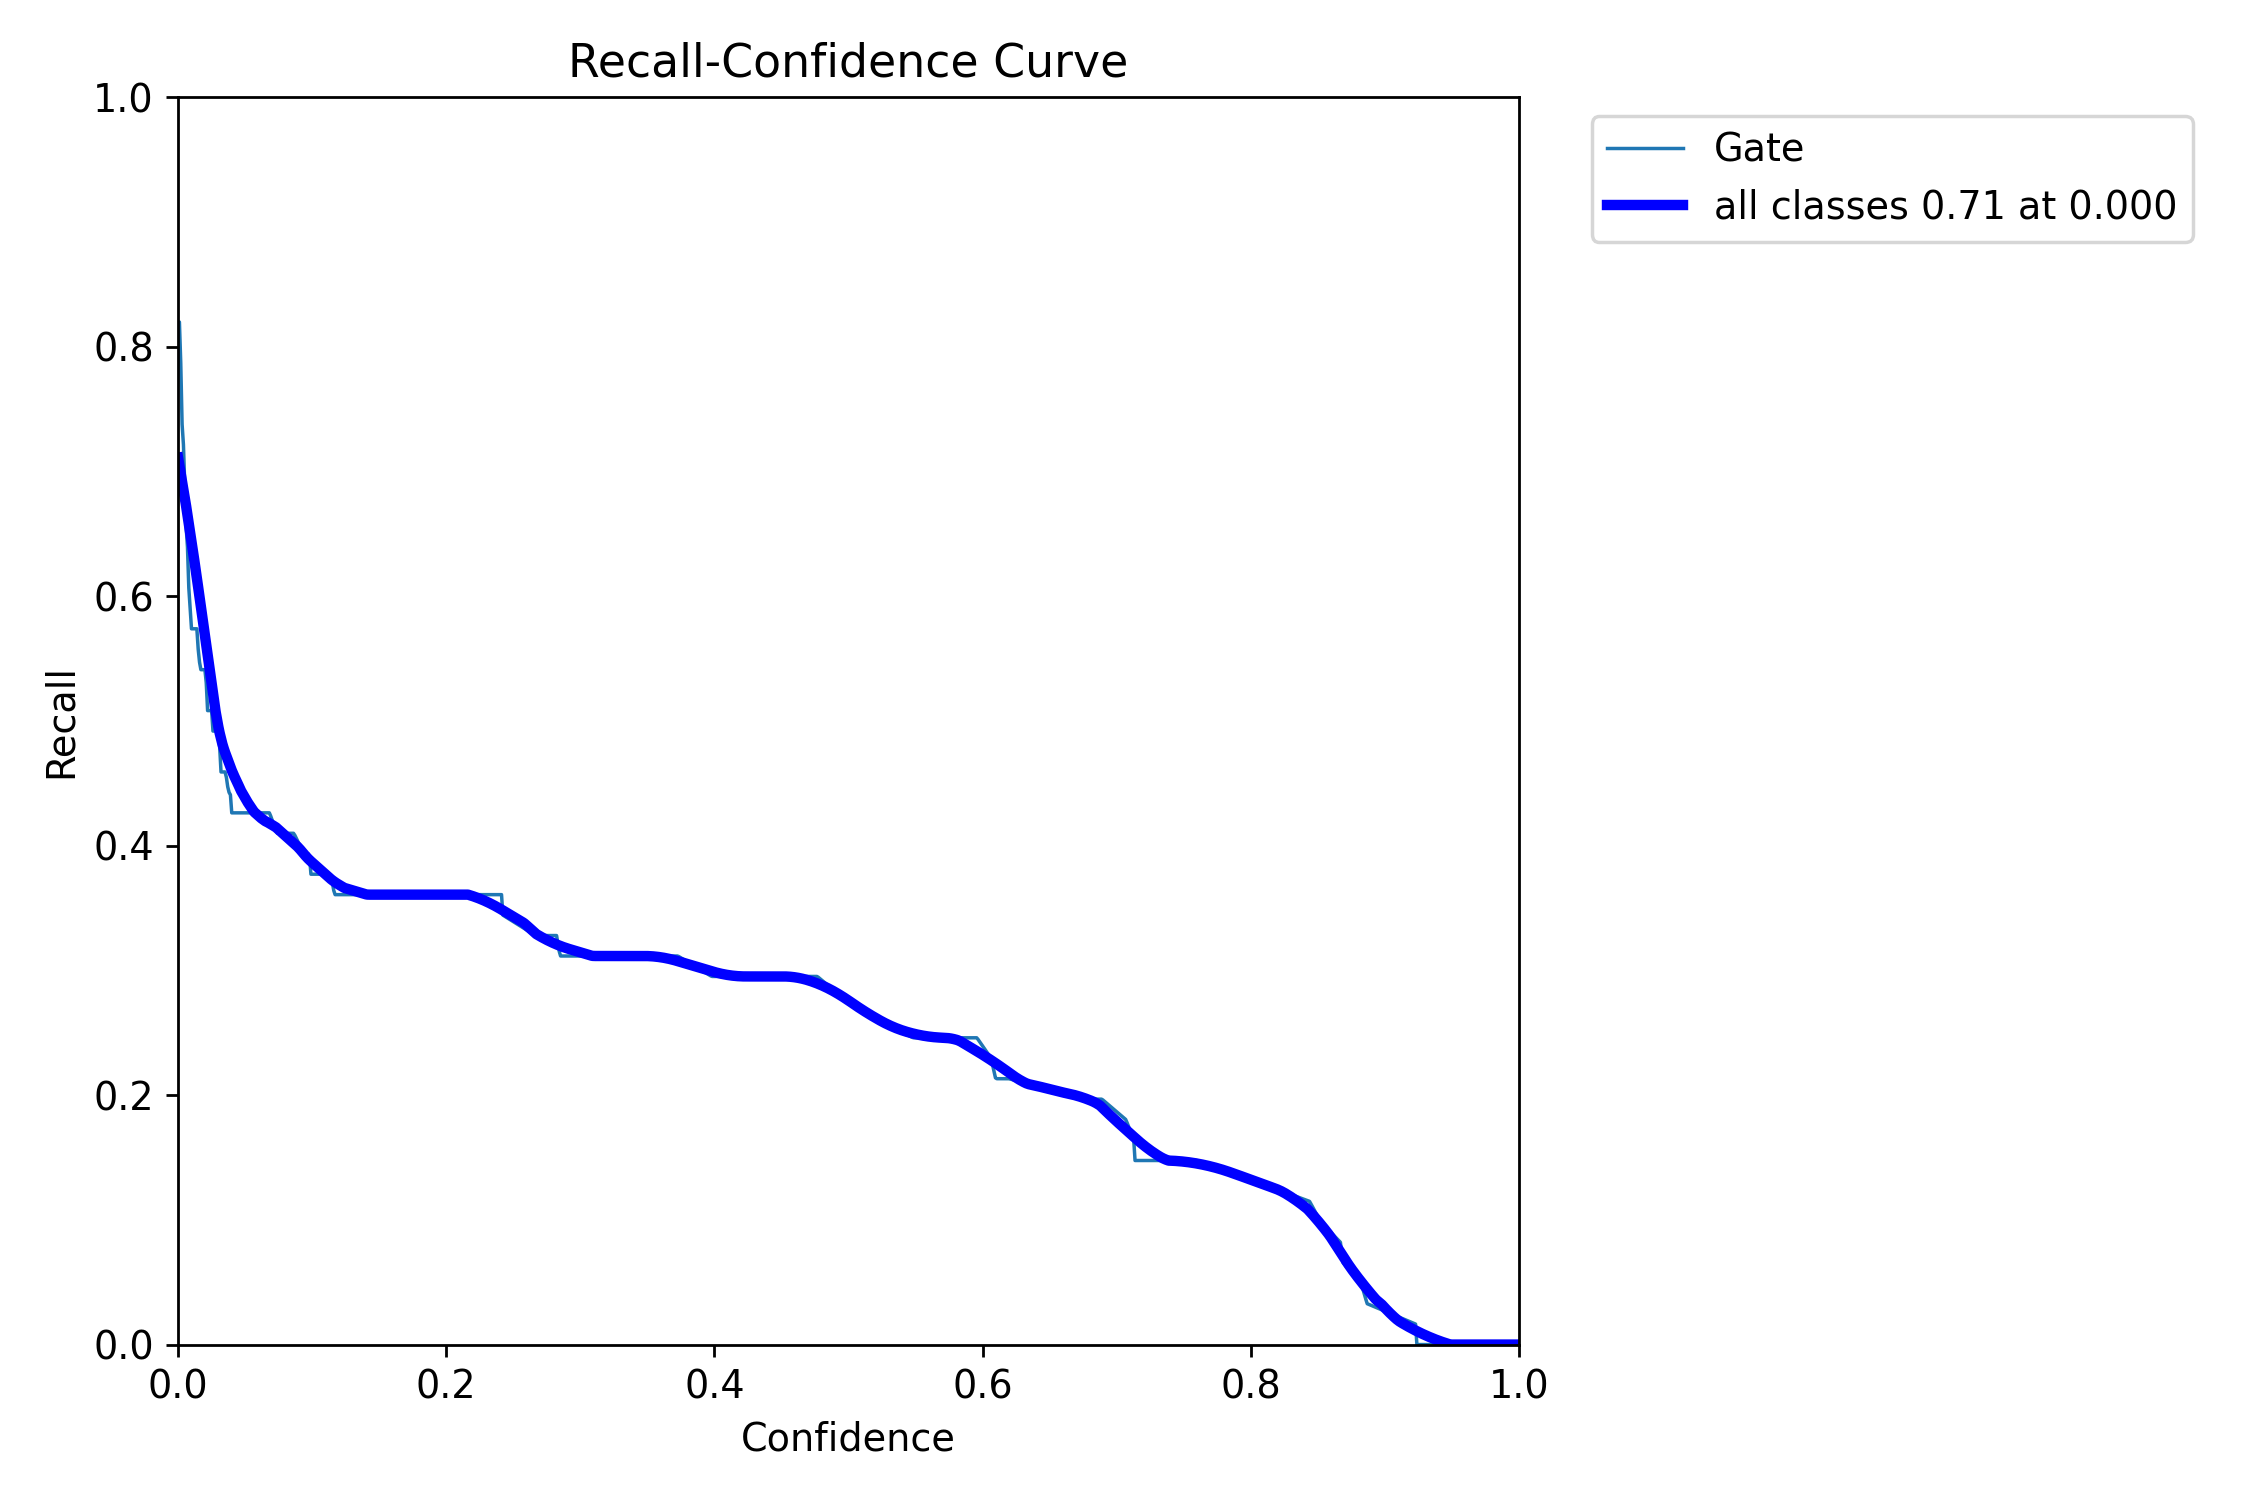 Recall-Confidence Curve
1.0
0.8
0.6
0.4
0.2
0.0
Recall
0.0 0.2 0.4 0.6 0.8 1.0
Confidence
Gate
all classes 0.71 at 0.000